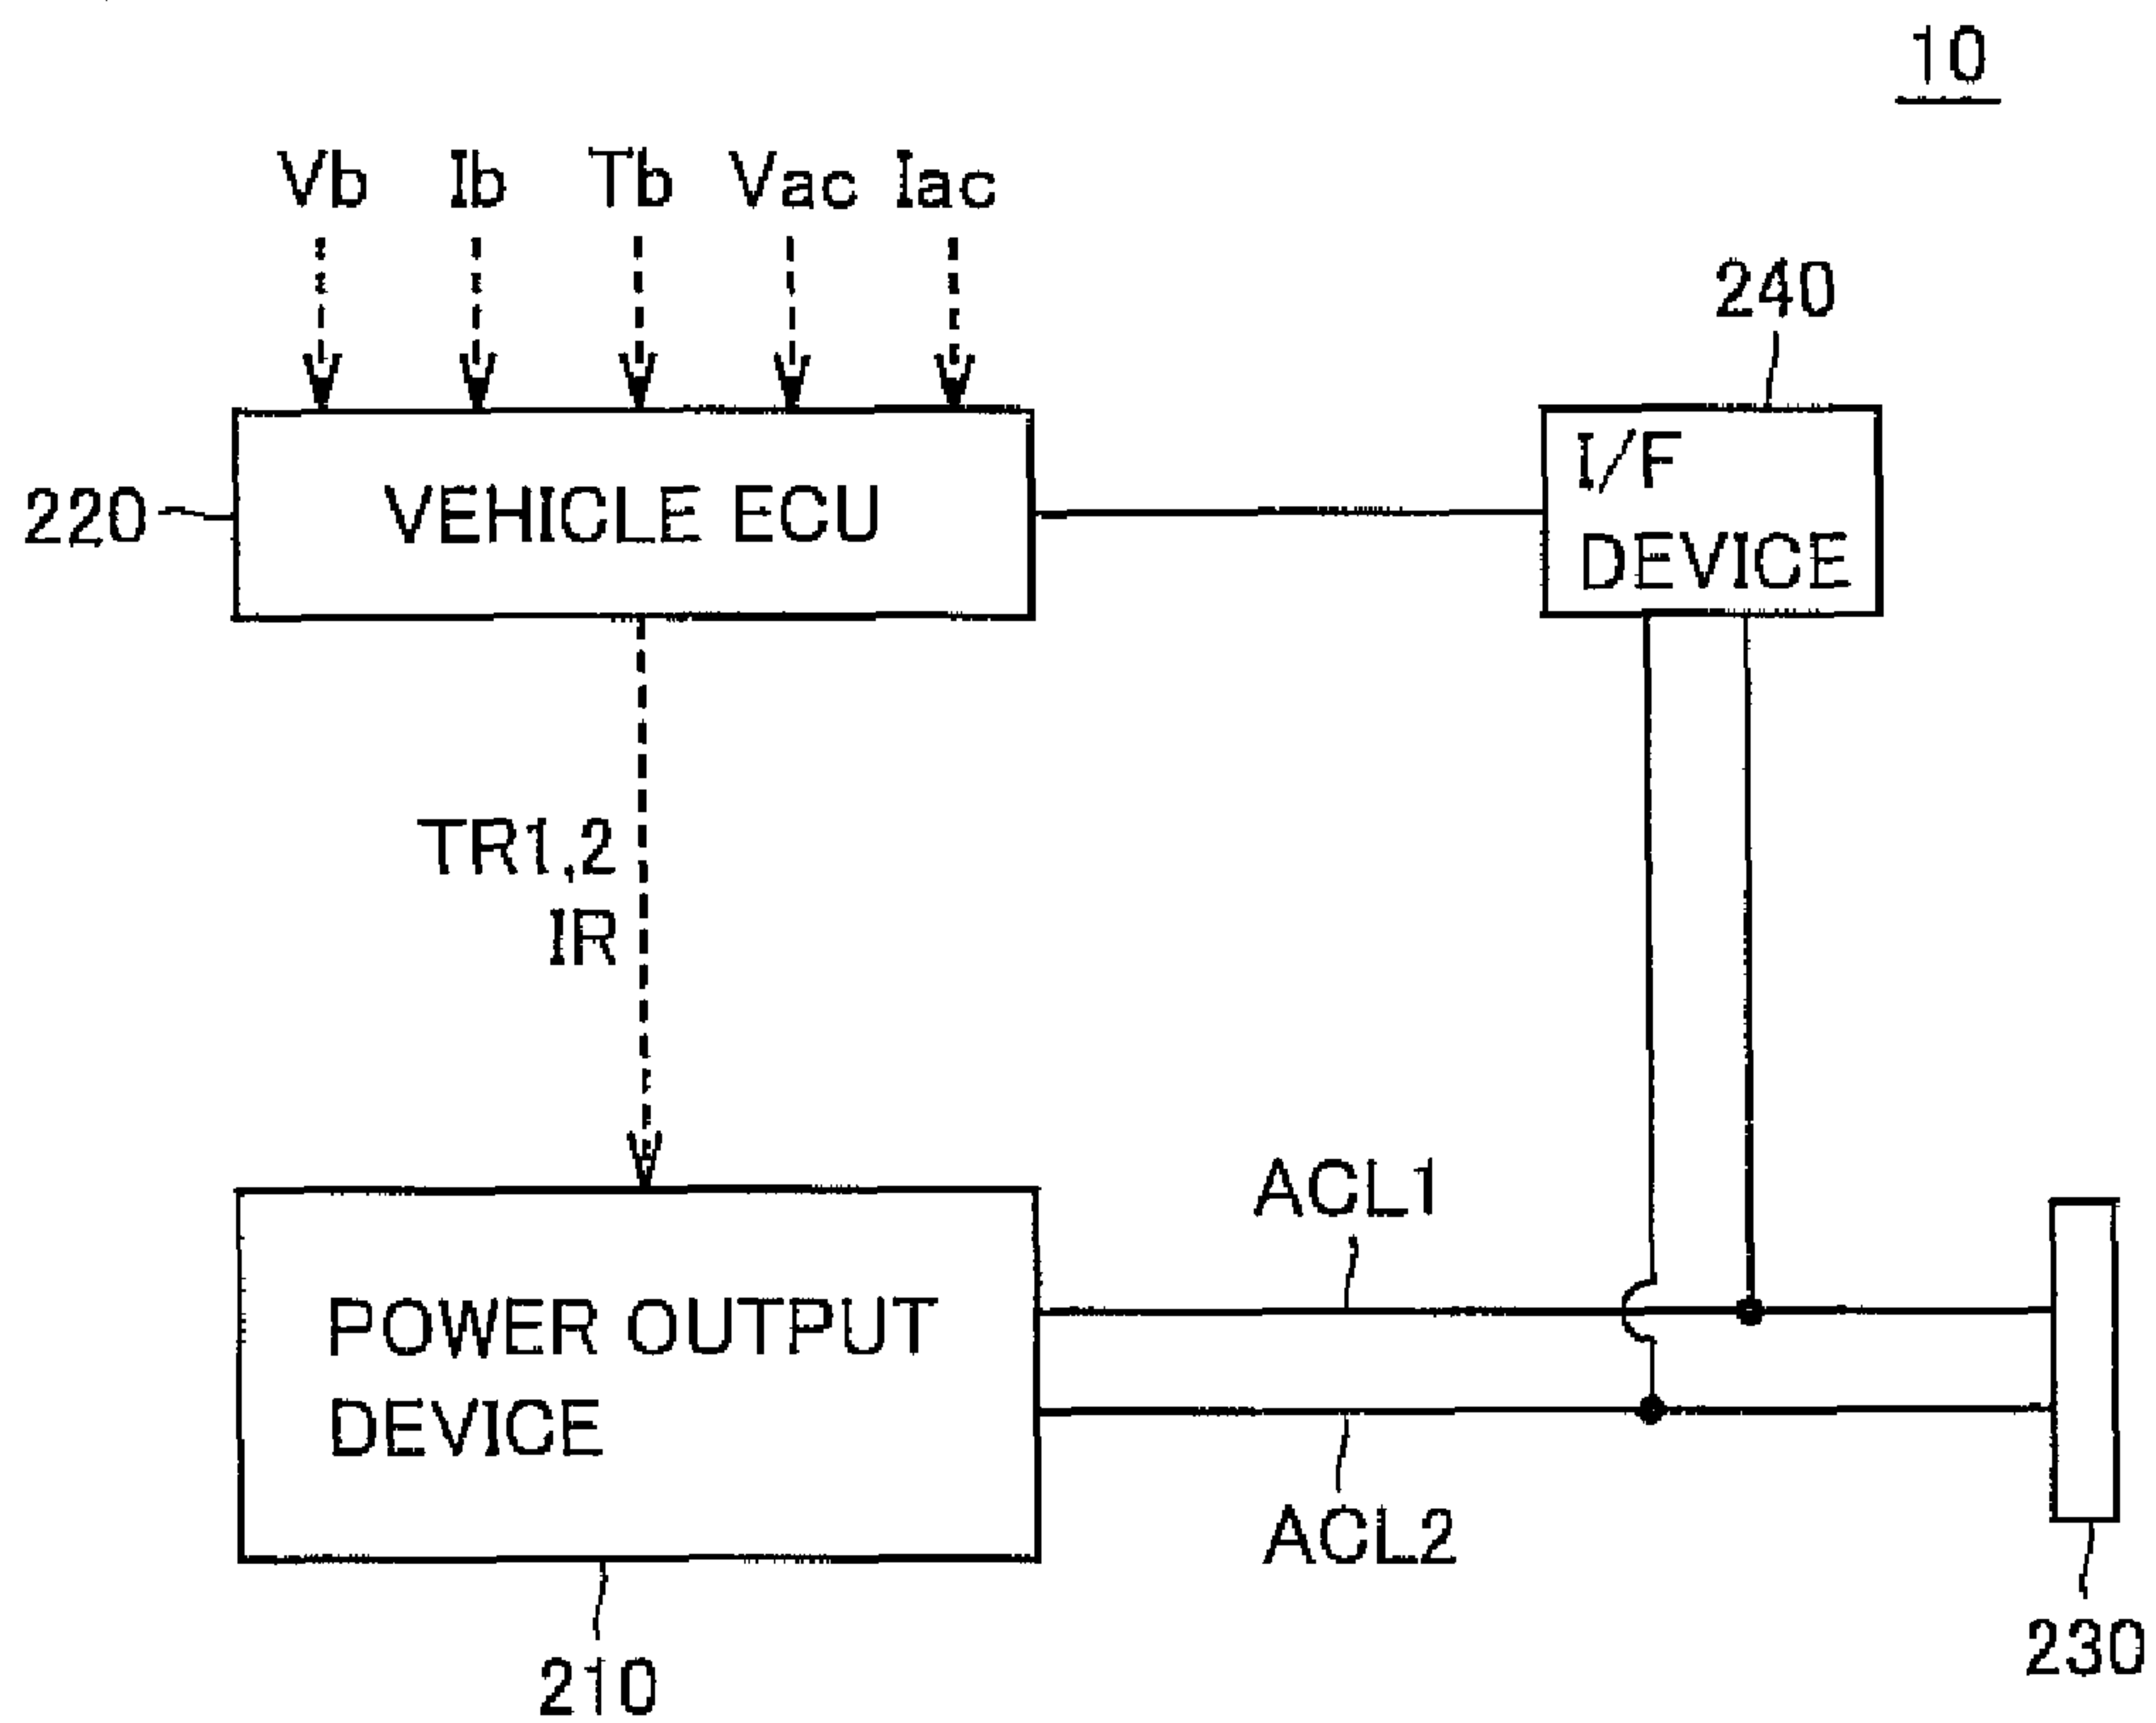 10
Vb Ib Tb Vac Iac
240
I/F
DEVICE
220
VEHICLE ECU
TR1,2
IR
ACL1
POWER OUTPUT
DEVICE
ACL2
210
230